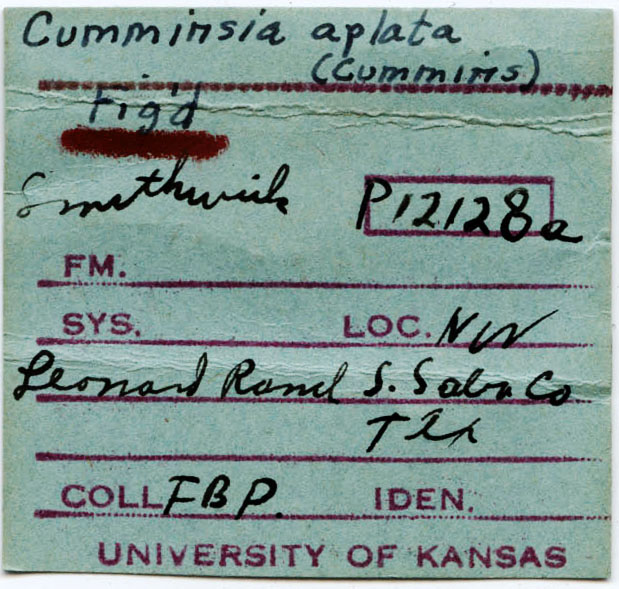 Cumminsia aplata
(Cummins)
Fig'd
Smithwick P12128a
FM.
SYS. LOC. NW
Leonard Ranch S. Saba Co
Tex
COLL FBP. IDEN.
UNIVERSITY OF KANSAS